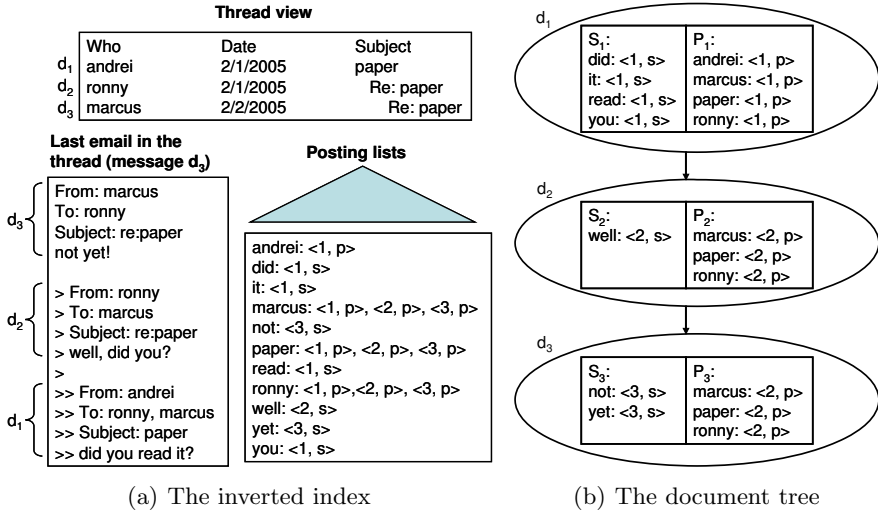 Thread view
Who Date Subject
d1 andrei 2/1/2005 paper
d2 ronny 2/1/2005 Re: paper
d3 marcus 2/2/2005 Re: paper
Last email in the
thread (message d3)
d3
From: marcus
To: ronny
Subject: re:paper
not yet!
d2
> From: ronny
> To: marcus
> Subject: re:paper
> well, did you?
>
d1
>> From: andrei
>> To: ronny, marcus
>> Subject: paper
>> did you read it?
Posting lists
andrei: <1, p>
did: <1, s>
it: <1, s>
marcus: <1, p>, <2, p>, <3, p>
not: <3, s>
paper: <1, p>, <2, p>, <3, p>
read: <1, s>
ronny: <1, p>,<2, p>, <3, p>
well: <2, s>
yet: <3, s>
you: <1, s>
(a) The inverted index
d1
S1:
did: <1, s>
it: <1, s>
read: <1, s>
you: <1, s>
P1:
andrei: <1, p>
marcus: <1, p>
paper: <1, p>
ronny: <1, p>
d2
S2:
well: <2, s>
P2:
marcus: <2, p>
paper: <2, p>
ronny: <2, p>
d3
S3:
not: <3, s>
yet: <3, s>
P3:
marcus: <2, p>
paper: <2, p>
ronny: <2, p>
(b) The document tree